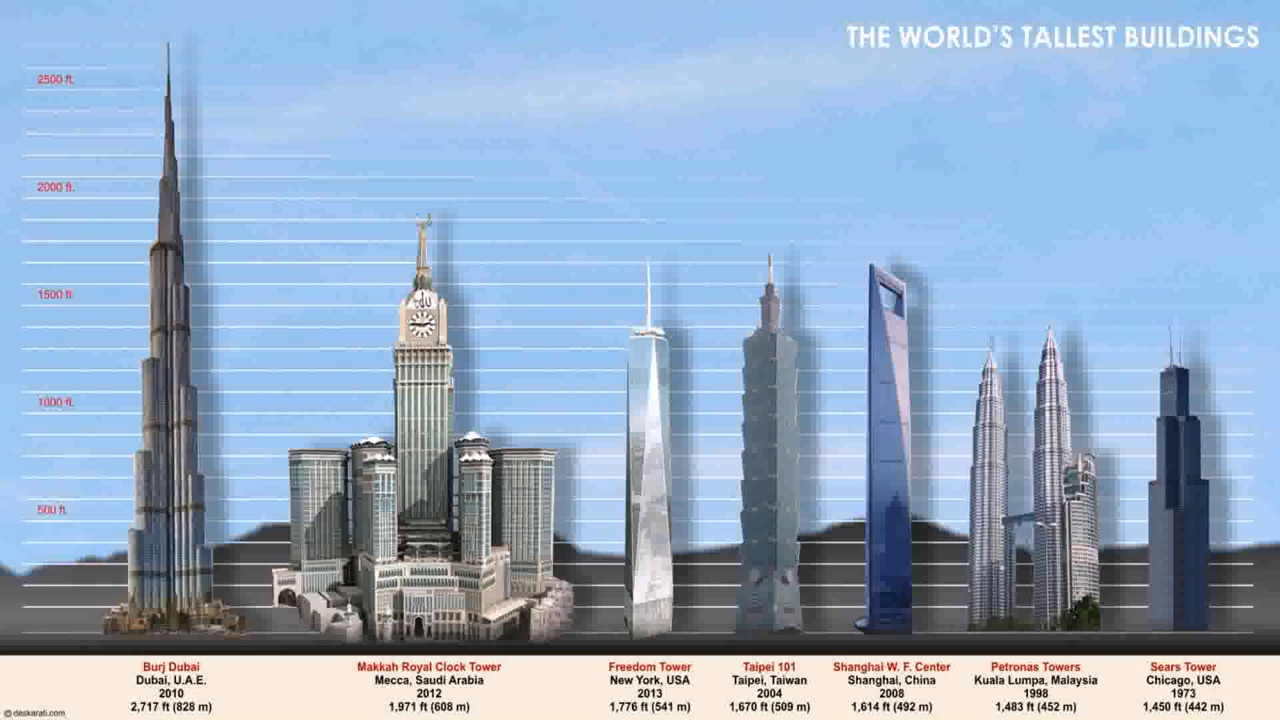 THE WORLD'S TALLEST BUILDINGS
2500 ft.
2000 ft.
1500 ft.
1000 ft.
500 ft.
Burj Dubai
Dubai, U.A.E.
2010
2,717 ft (828 m)
Makkah Royal Clock Tower
Mecca, Saudi Arabia
2012
1,971 ft (608 m)
Freedom Tower
New York, USA
2013
1,776 ft (541 m)
Taipei 101
Taipei, Taiwan
2004
1,670 ft (509 m)
Shanghai W. F. Center
Shanghai, China
2008
1,614 ft (492 m)
Petronas Towers
Kuala Lumpa, Malaysia
1998
1,483 ft (452 m)
Sears Tower
Chicago, USA
1973
1,450 ft (442 m)
© deskarati.com